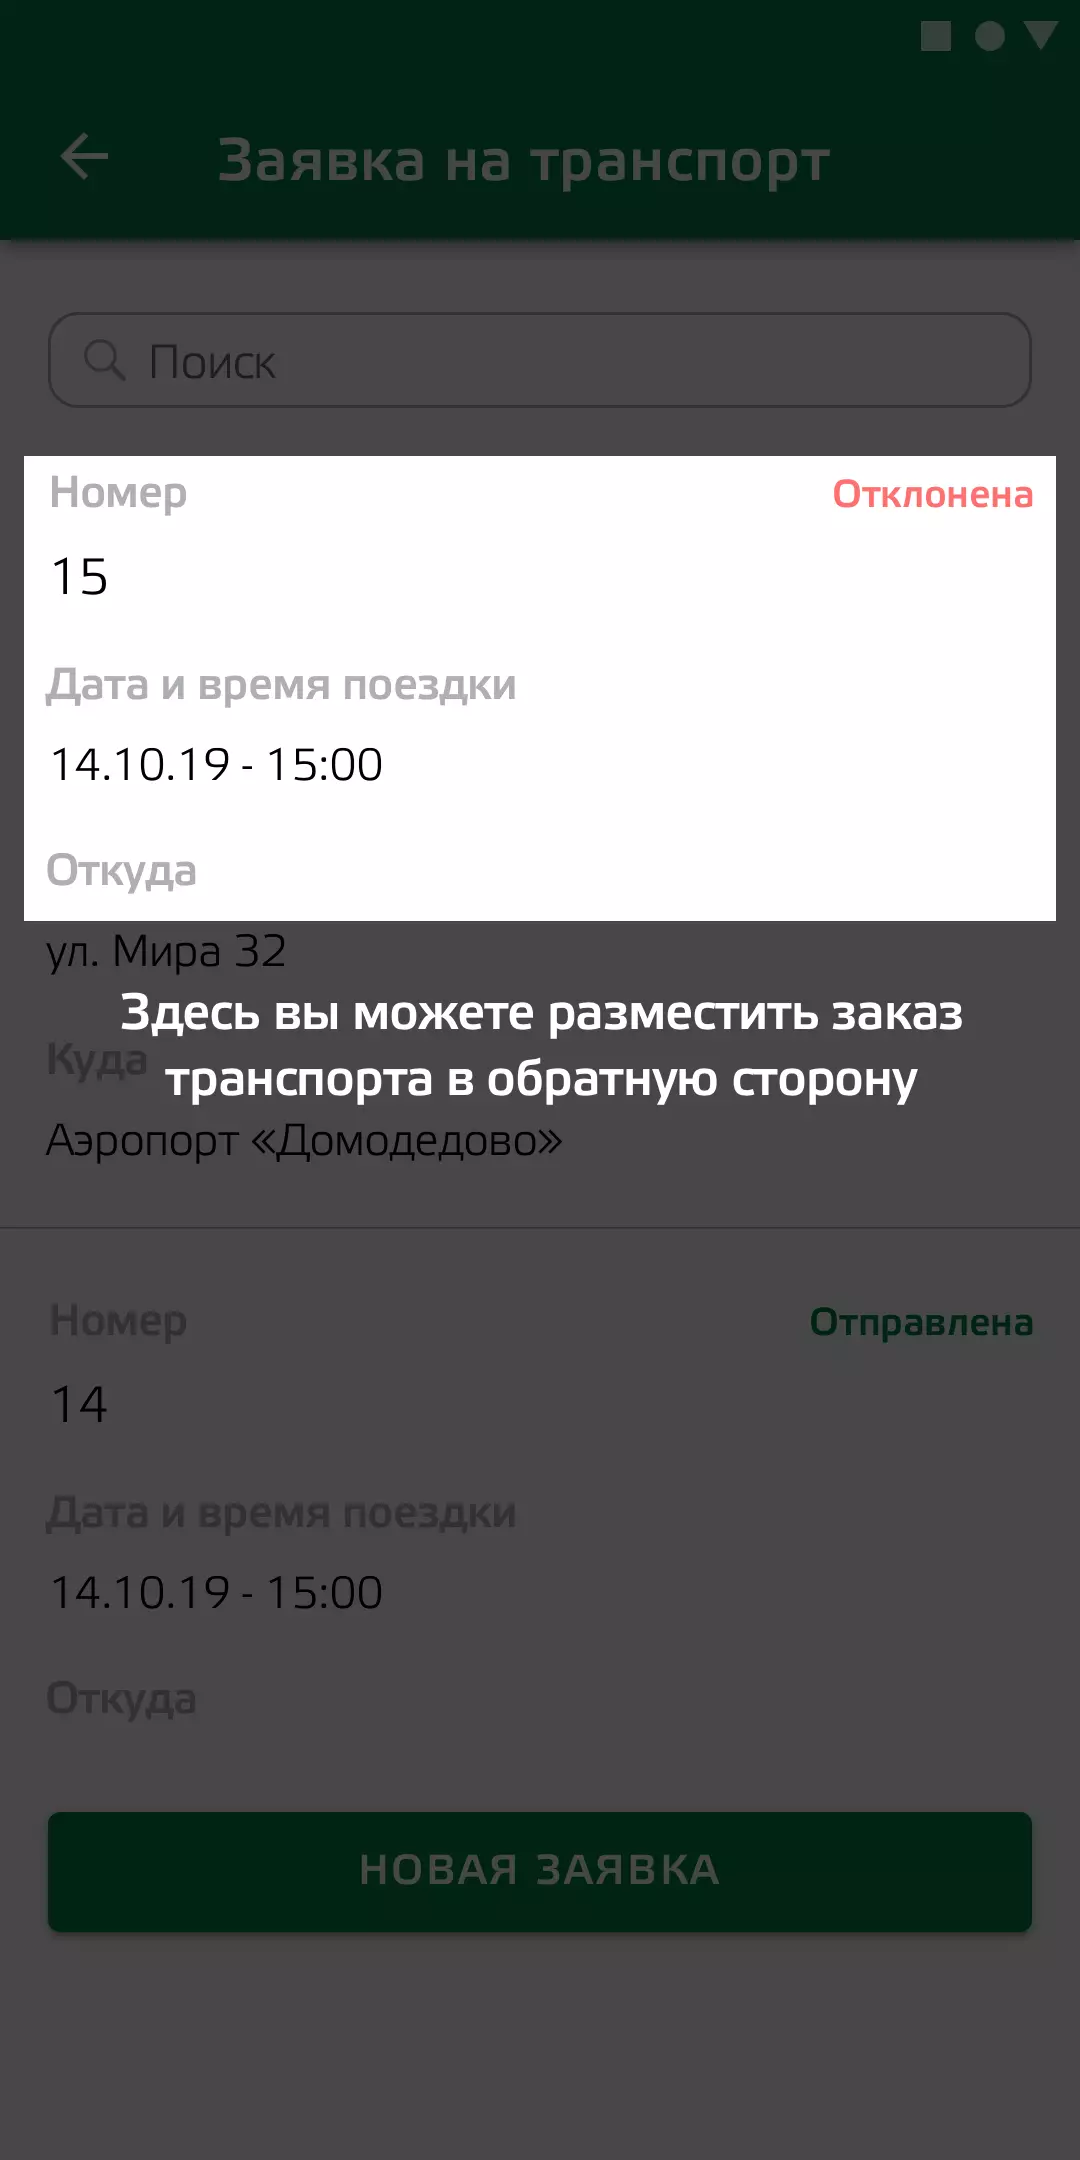 Заявка на транспорт
Поиск
Номер
Отклонена
15
Дата и время поездки
14.10.19 - 15:00
Откуда
ул. Мира 32
Здесь вы можете разместить заказ
транспорта в обратную сторону
Куда
Аэропорт «Домодедово»
Номер
Отправлена
14
Дата и время поездки
14.10.19 - 15:00
Откуда
НОВАЯ ЗАЯВКА